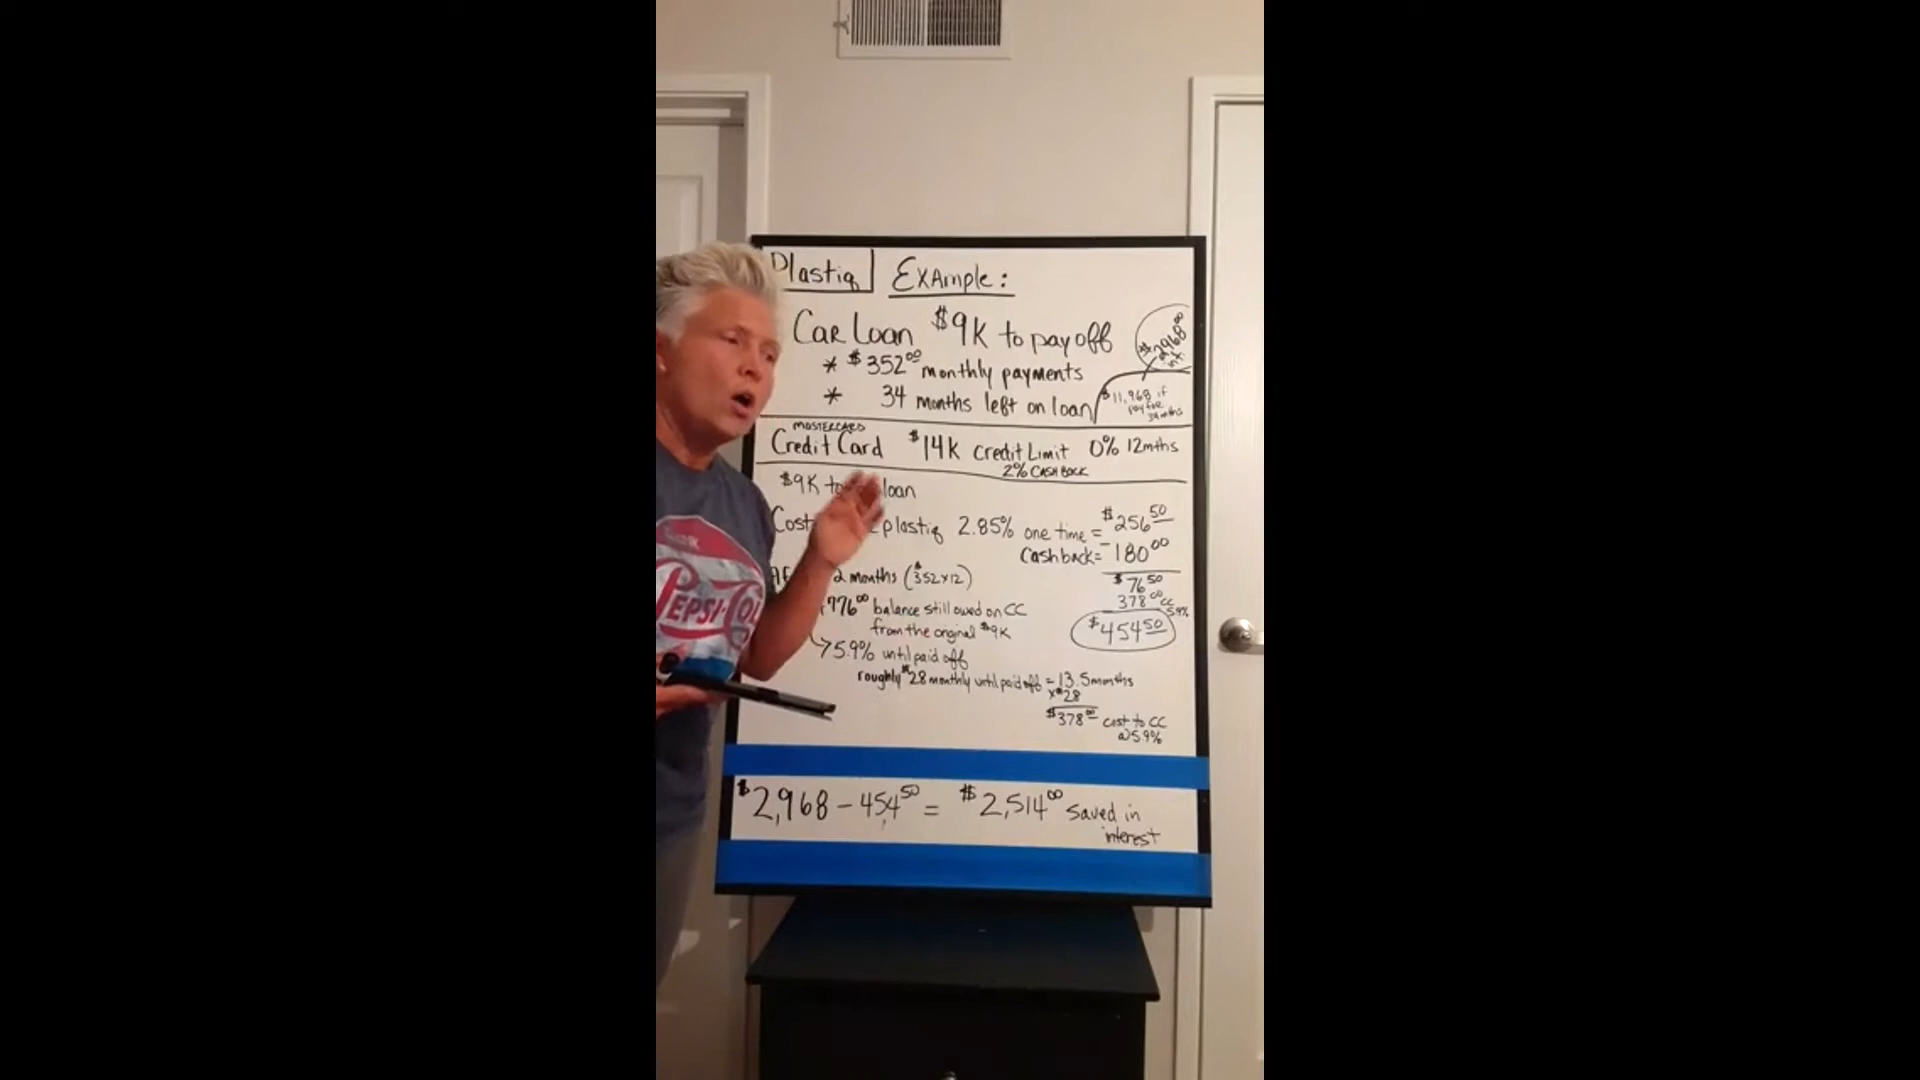 Plastiq Example:
Car Loan $9K to pay off
$2968.00 int.
* $352.00 monthly payments
* 34 months left on loan
$11,968 if
pay for
34 mths
MASTERCARD
Credit Card $14K credit Limit 0% 12mths
2% CASH BACK
$9K to loan
Cost plastiq 2.85% one time = $256.50
Cashback = - 180.00
$76.50
2 months ($352x12)
378.00 CC 5.9%
776.00 balance still owed on CC
from the original $9K
$454.50
5.9% until paid off
roughly $28 monthly until paid off = 13.5 months
x $28
$378.00 cost to CC
@ 5.9%
$2,968 - 454.50 = $2,514.00 saved in
interest
PEPSI-COL